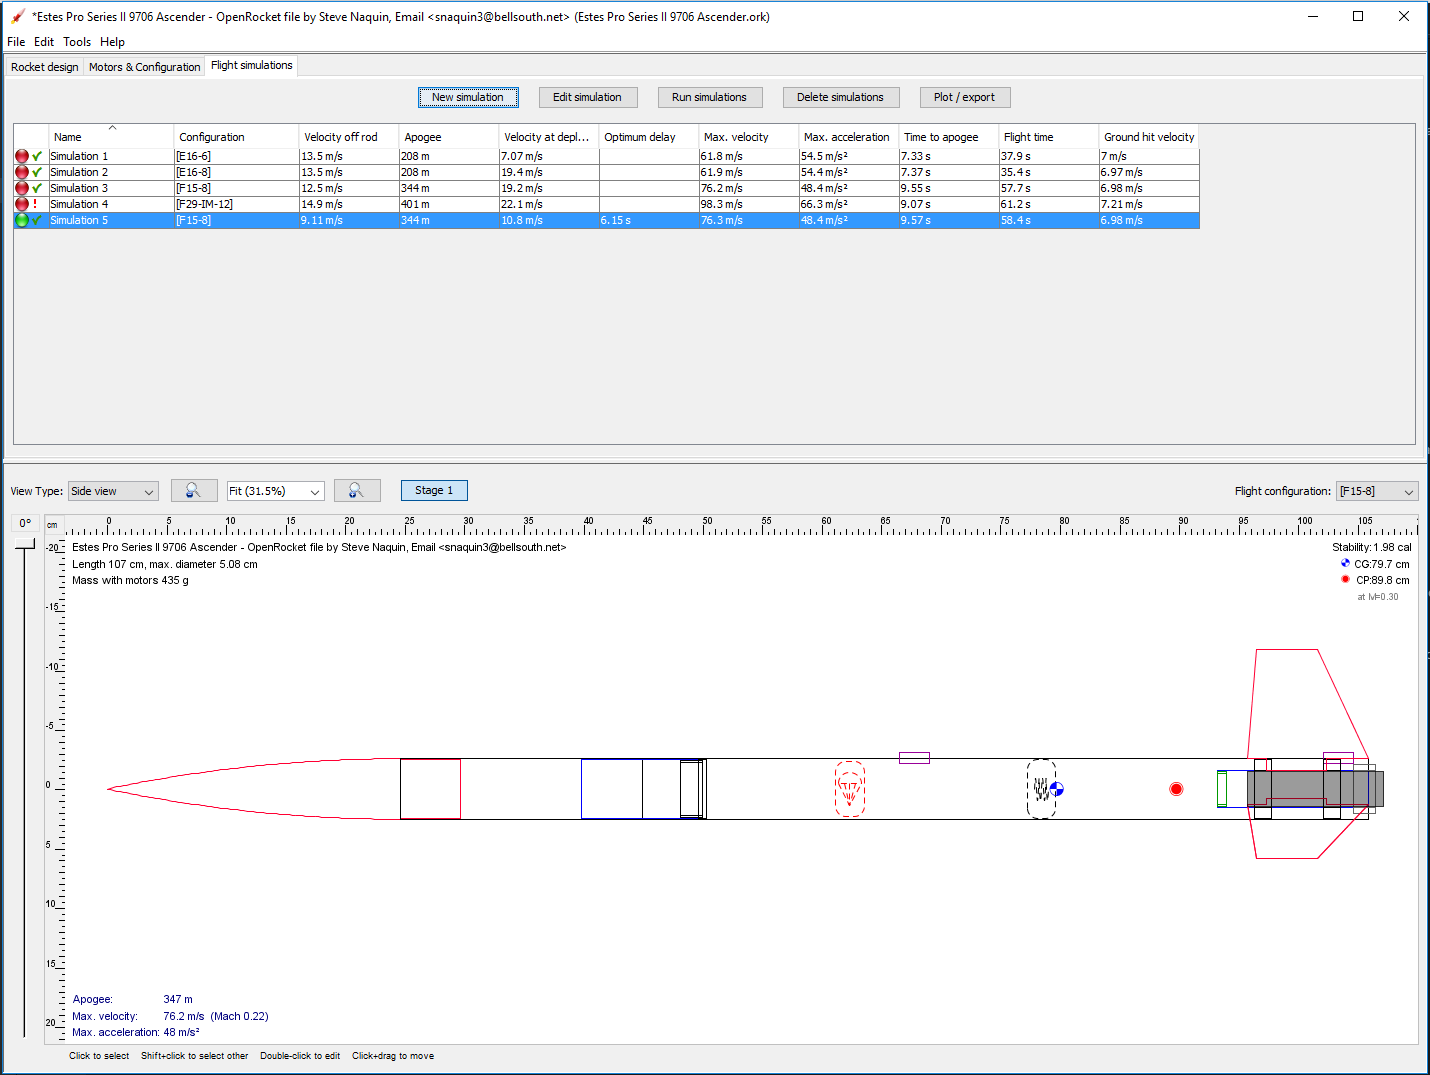 *Estes Pro Series II 9706 Ascender - OpenRocket file by Steve Naquin, Email <snaquin3@bellsouth.net> (Estes Pro Series II 9706 Ascender.ork)
File Edit Tools Help
Rocket design Motors & Configuration Flight simulations
New simulation Edit simulation Run simulations Delete simulations Plot / export
Name Configuration Velocity off rod Apogee Velocity at depl... Optimum delay Max. velocity Max. acceleration Time to apogee Flight time Ground hit velocity
Simulation 1 [E16-6] 13.5 m/s 208 m 7.07 m/s 61.8 m/s 54.5 m/s² 7.33 s 37.9 s 7 m/s
Simulation 2 [E16-8] 13.5 m/s 208 m 19.4 m/s 61.9 m/s 54.4 m/s² 7.37 s 35.4 s 6.97 m/s
Simulation 3 [F15-8] 12.5 m/s 344 m 19.2 m/s 76.2 m/s 48.4 m/s² 9.55 s 57.7 s 6.98 m/s
Simulation 4 [F29-IM-12] 14.9 m/s 401 m 22.1 m/s 98.3 m/s 66.3 m/s² 9.07 s 61.2 s 7.21 m/s
Simulation 5 [F15-8] 9.11 m/s 344 m 10.8 m/s 6.15 s 76.3 m/s 48.4 m/s² 9.57 s 58.4 s 6.98 m/s
View Type: Side view Fit (31.5%) Stage 1 Flight configuration: [F15-8]
0° cm 0 5 10 15 20 25 30 35 40 45 50 55 60 65 70 75 80 85 90 95 100 105
-20
-15
-10
-5
0
5
10
15
20
Estes Pro Series II 9706 Ascender - OpenRocket file by Steve Naquin, Email <snaquin3@bellsouth.net>
Length 107 cm, max. diameter 5.08 cm
Mass with motors 435 g
Stability: 1.98 cal
CG:79.7 cm
CP:89.8 cm
at M=0.30
Apogee: 347 m
Max. velocity: 76.2 m/s (Mach 0.22)
Max. acceleration: 48 m/s²
Click to select Shift+click to select other Double-click to edit Click+drag to move